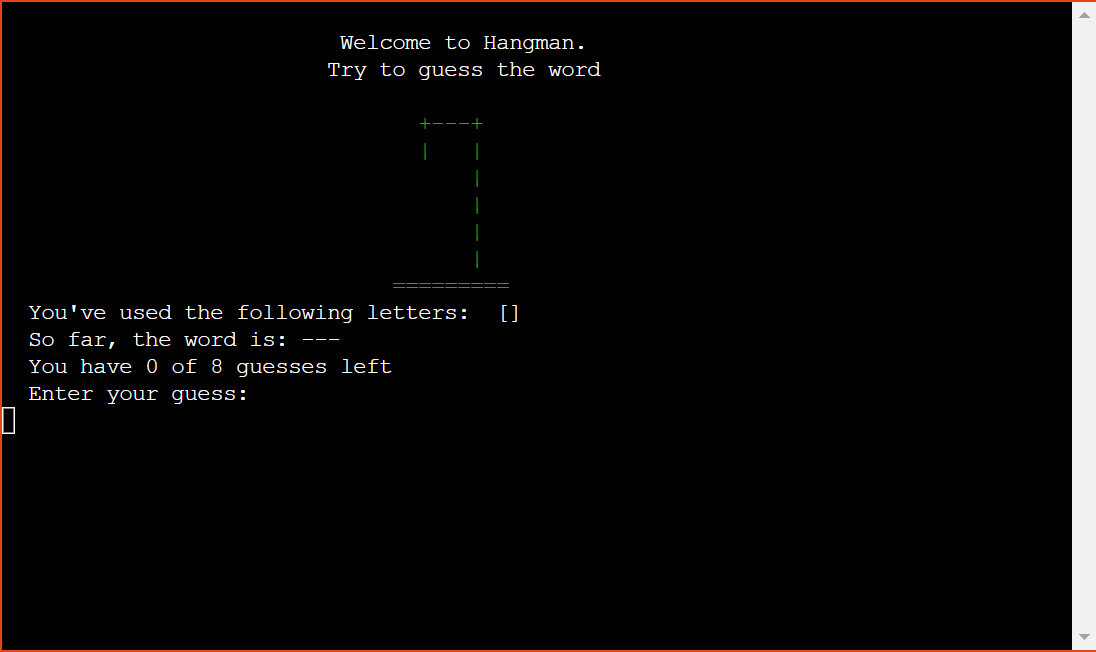 Welcome to Hangman.
Try to guess the word
+---+
|   |
    |
    |
    |
    |
=========
You've used the following letters:  []
So far, the word is: ---
You have 0 of 8 guesses left
Enter your guess: